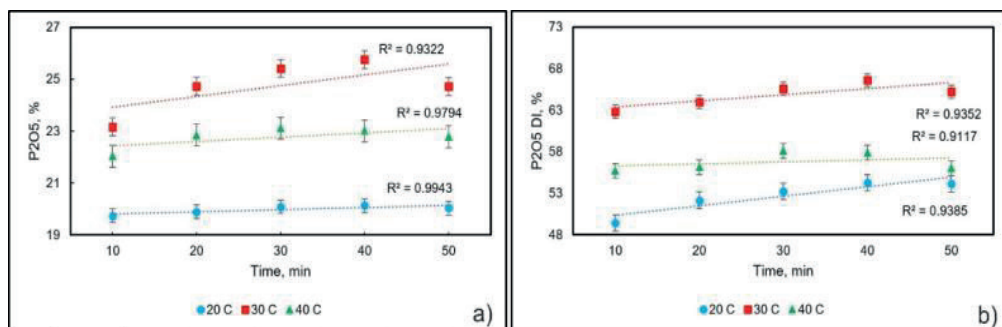 27
25
23
21
19
P2O5, %
R² = 0.9322
R² = 0.9794
R² = 0.9943
10 20 30 40 50
Time, min
20 C 30 C 40 C
a)
68
63
58
53
48
P2O5 DI, %
R² = 0.9352
R² = 0.9117
R² = 0.9385
10 20 30 40 50
Time, min
20 C 30 C 40 C
b)